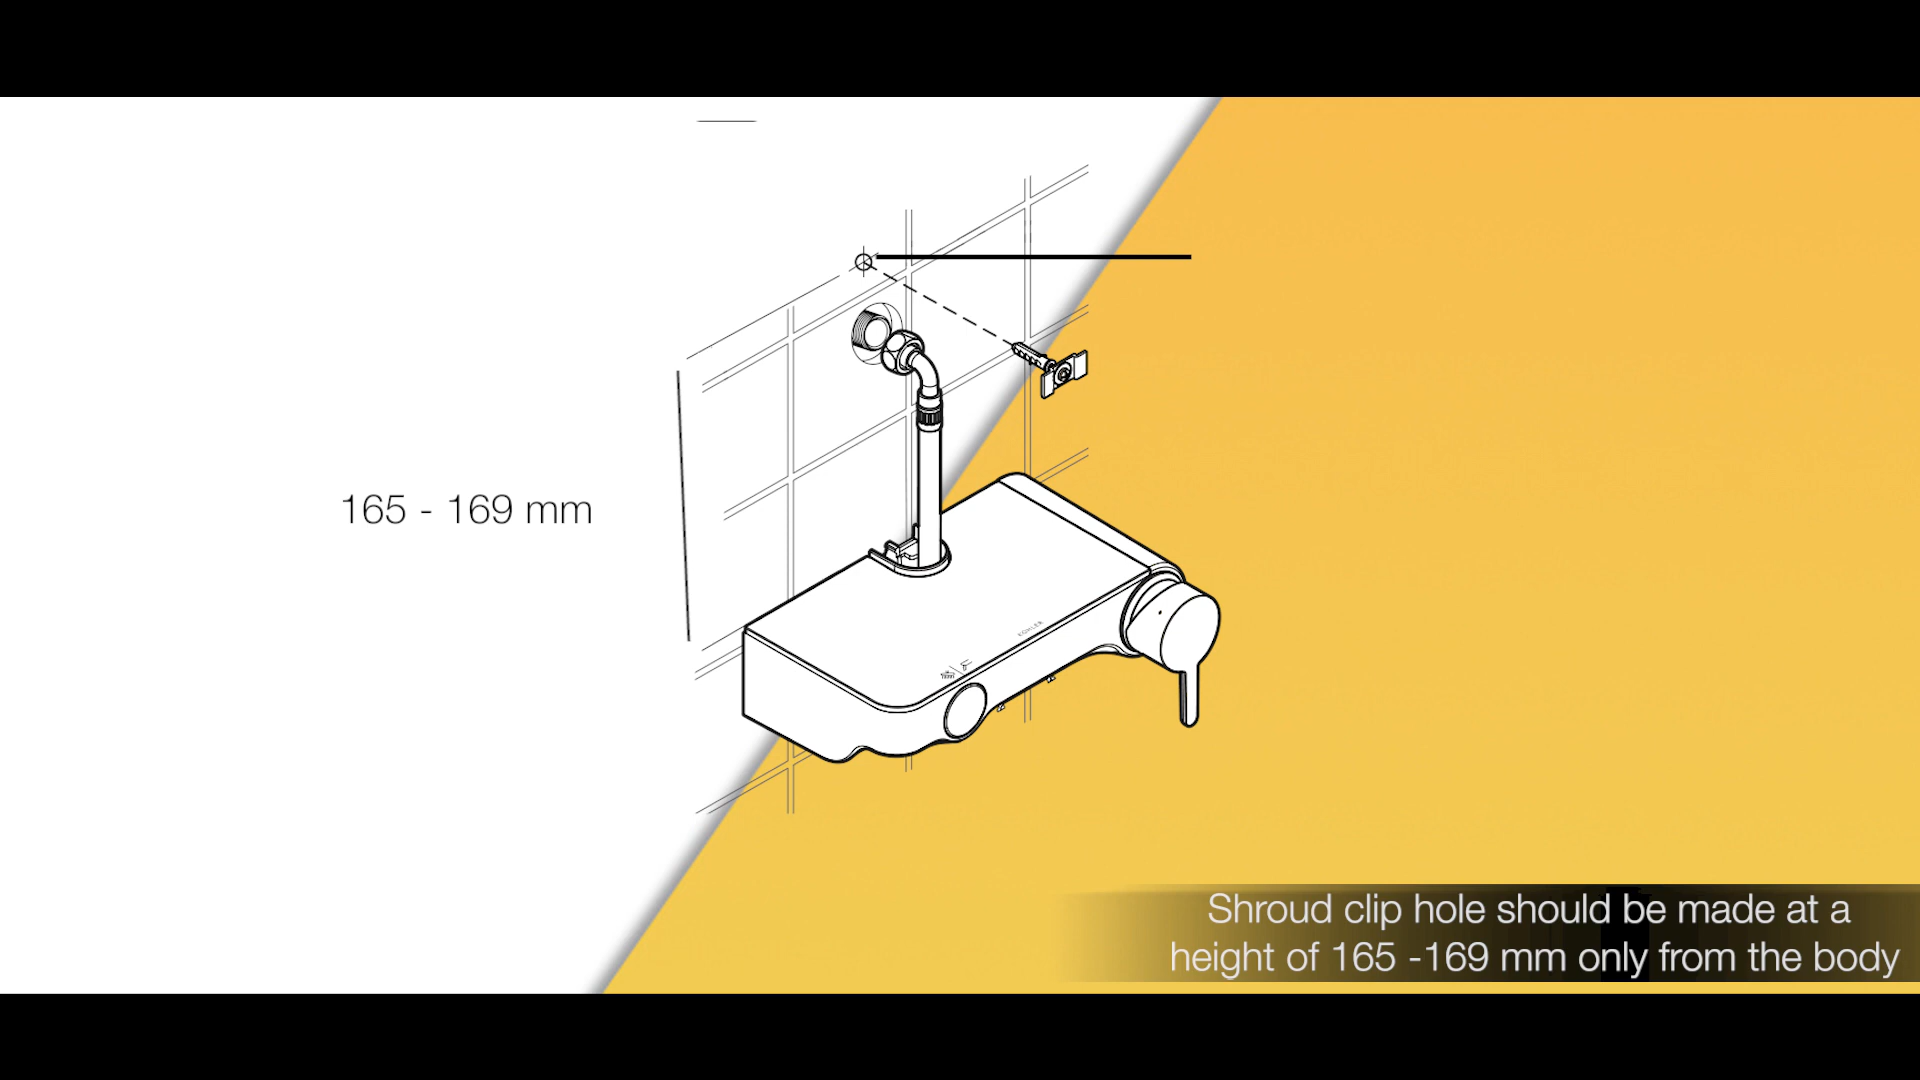 165 - 169 mm
KOHLER
Shroud clip hole should be made at a
height of 165 -169 mm only from the body